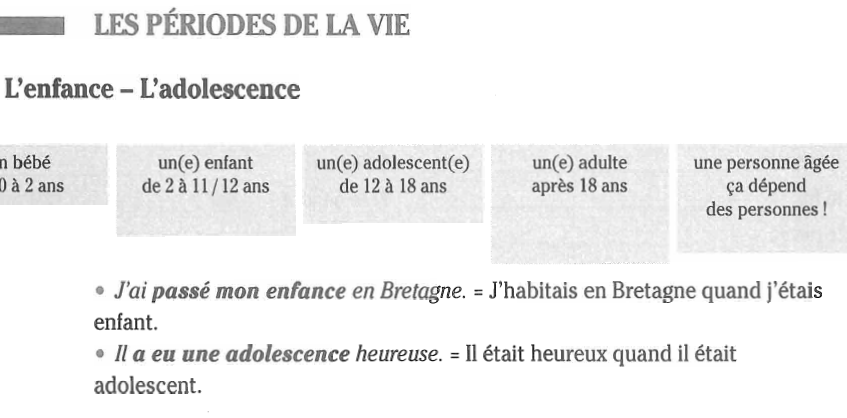 LES PÉRIODES DE LA VIE
L'enfance – L'adolescence
n bébé
0 à 2 ans
un(e) enfant
de 2 à 11 / 12 ans
un(e) adolescent(e)
de 12 à 18 ans
un(e) adulte
après 18 ans
une personne âgée
ça dépend
des personnes !
• J'ai passé mon enfance en Bretagne. = J'habitais en Bretagne quand j'étais
enfant.
• Il a eu une adolescence heureuse. = Il était heureux quand il était
adolescent.